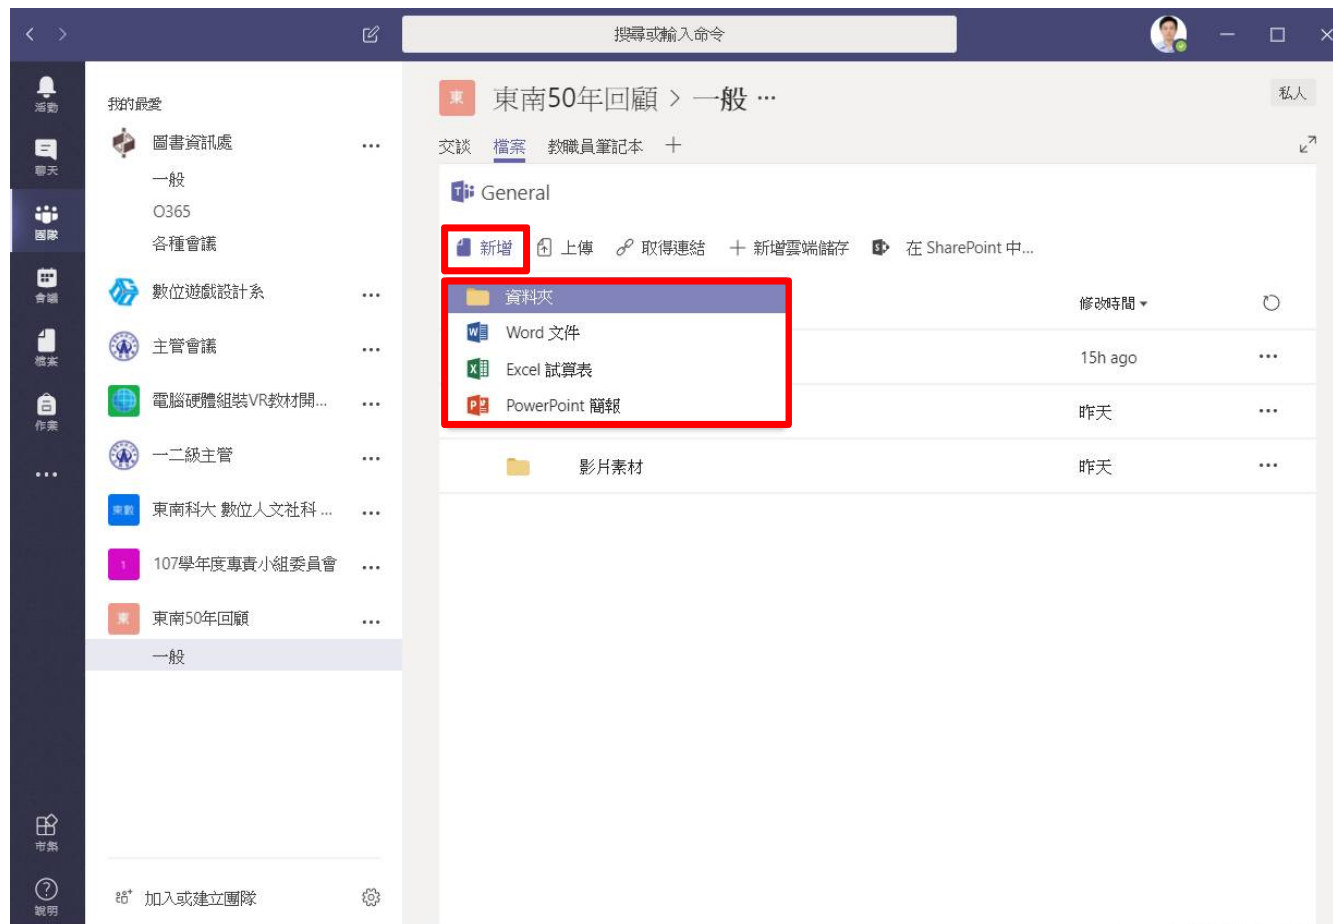 搜尋或輸入命令
活動
聊天
團隊
會議
檔案
作業
市集
說明
我的最愛
圖書資訊處
一般
O365
各種會議
數位遊戲設計系
主管會議
電腦硬體組裝VR教材開...
一二級主管
東數 東南科大 數位人文社科 ...
1 107學年度專責小組委員會
東 東南50年回顧
一般
加入或建立團隊
東 東南50年回顧 > 一般 ...
私人
交談 檔案 教職員筆記本 +
General
新增 上傳 取得連結 + 新增雲端儲存 在 SharePoint 中...
資料夾
修改時間
Word 文件
Excel 試算表
15h ago
PowerPoint 簡報
昨天
影片素材 昨天